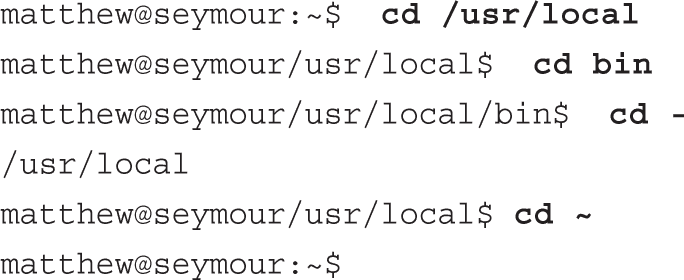 matthew@seymour:~$ cd /usr/local
matthew@seymour/usr/local$ cd bin
matthew@seymour/usr/local/bin$ cd -
/usr/local
matthew@seymour/usr/local$ cd ~
matthew@seymour:~$